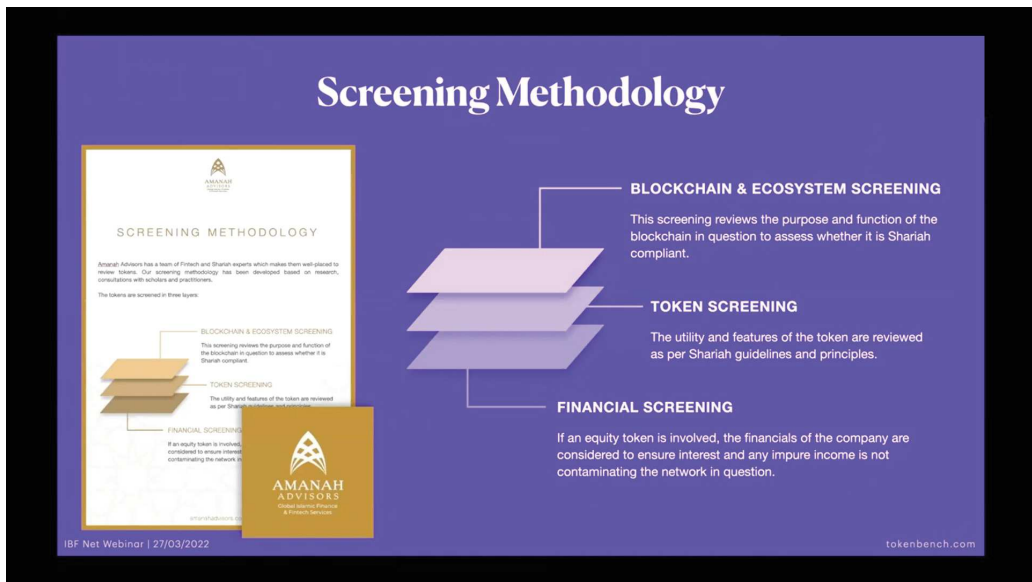 Screening Methodology
AMANAH
ADVISORS
SCREENING METHODOLOGY
Amanah Advisors has a team of Fintech and Shariah experts which makes them well-placed to
review tokens. Our screening methodology has been developed based on research,
consultations with scholars and practitioners.
The tokens are screened in three layers:
BLOCKCHAIN & ECOSYSTEM SCREENING
This screening reviews the purpose and function of
the blockchain in question to assess whether it is
Shariah compliant.
TOKEN SCREENING
The utility and features of the token are reviewed
as per Shariah guidelines and principles.
FINANCIAL SCREENING
If an equity token is involved,
considered to ensure interest
contaminating the network in
AMANAH
ADVISORS
Global Islamic Finance
& Fintech Services
BLOCKCHAIN & ECOSYSTEM SCREENING
This screening reviews the purpose and function of the
blockchain in question to assess whether it is Shariah
compliant.
TOKEN SCREENING
The utility and features of the token are reviewed
as per Shariah guidelines and principles.
FINANCIAL SCREENING
If an equity token is involved, the financials of the company are
considered to ensure interest and any impure income is not
contaminating the network in question.
IBF Net Webinar | 27/03/2022
tokenbench.com